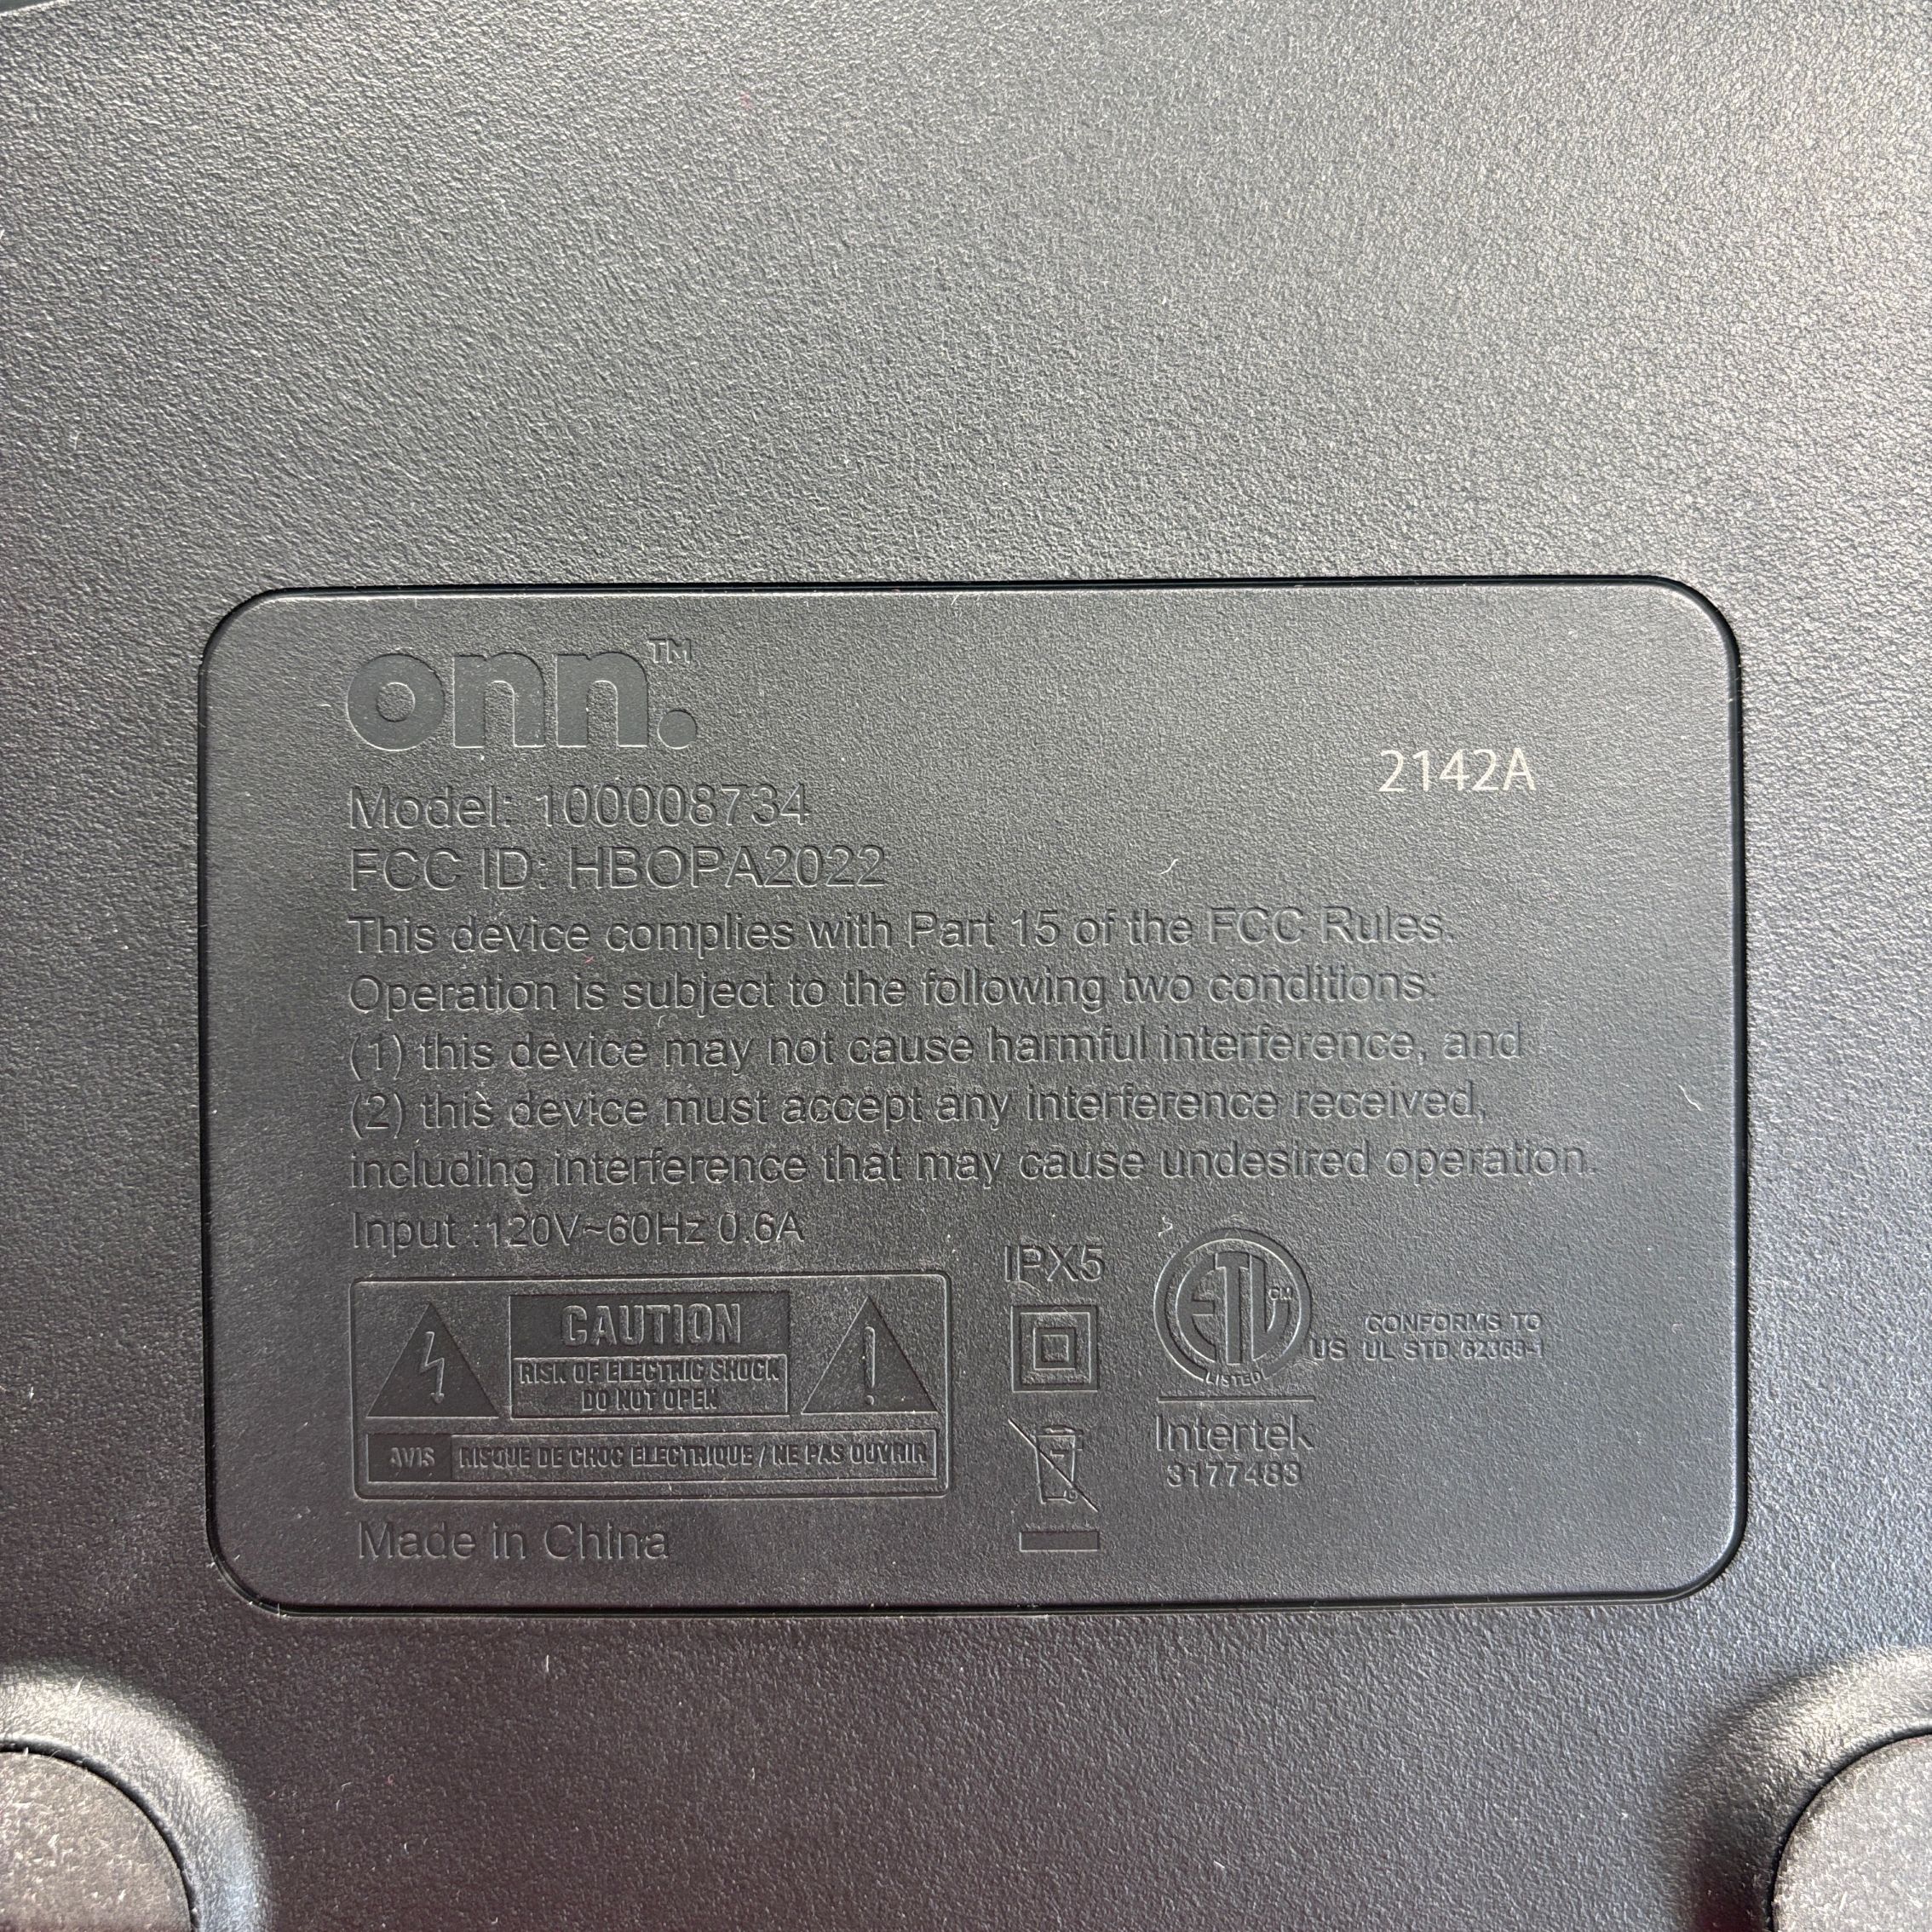 onn.™
2142A
Model: 100008734
FCC ID: HBOPA2022
This device complies with Part 15 of the FCC Rules.
Operation is subject to the following two conditions:
(1) this device may not cause harmful interference, and
(2) this device must accept any interference received,
including interference that may cause undesired operation.
Input :120V~60Hz 0.6A
IPX5
ETL CM
LISTED
US
CONFORMS TO
UL STD. 62368-1
CAUTION
RISK OF ELECTRIC SHOCK
DO NOT OPEN
AVIS RISQUE DE CHOC ELECTRIQUE / NE PAS OUVRIR
Intertek
3177483
Made in China